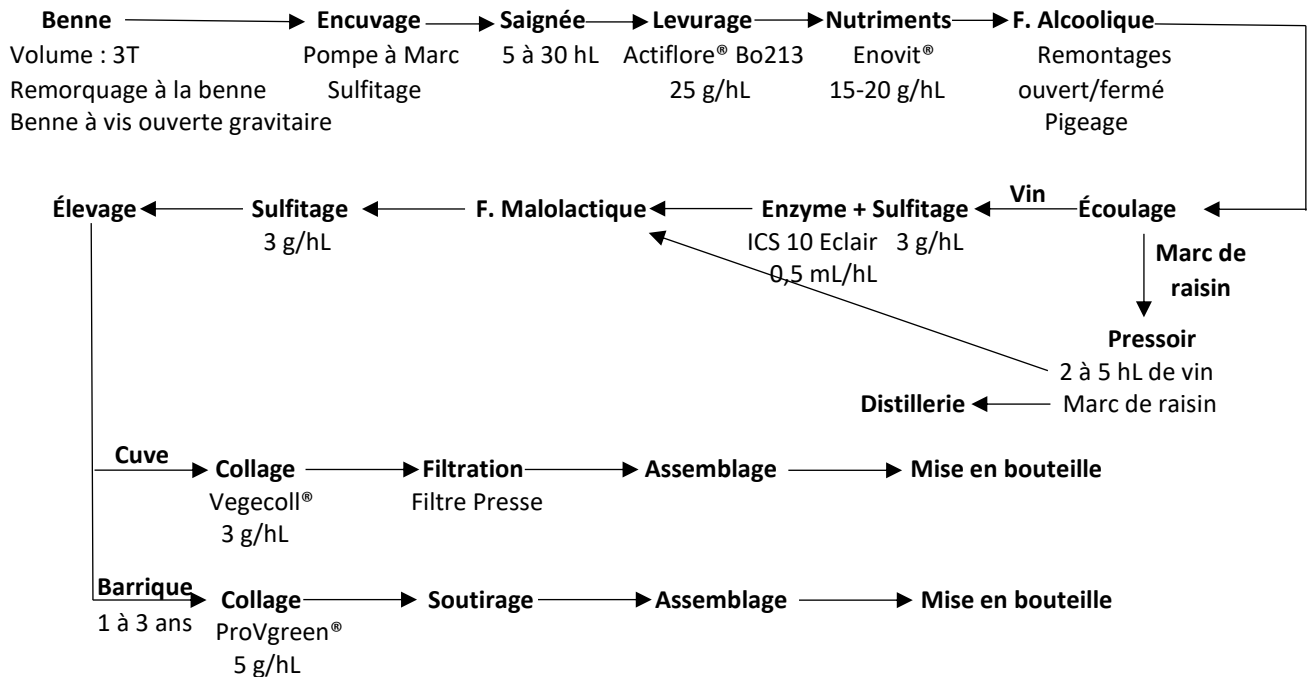 Benne Encuvage Saignée Levurage Nutriments F. Alcoolique
Volume : 3T Pompe à Marc 5 à 30 hL Actiflore® Bo213 Enovit® Remontages
Remorquage à la benne Sulfitage 25 g/hL 15-20 g/hL ouvert/fermé
Benne à vis ouverte gravitaire Pigeage
Élevage Sulfitage F. Malolactique Enzyme + Sulfitage Vin Écoulage
3 g/hL ICS 10 Eclair 3 g/hL
0,5 mL/hL
Marc de
raisin
Pressoir
2 à 5 hL de vin
Distillerie Marc de raisin
Cuve Collage Filtration Assemblage Mise en bouteille
Vegecoll® Filtre Presse
3 g/hL
Barrique Collage Soutirage Assemblage Mise en bouteille
1 à 3 ans ProVgreen®
5 g/hL